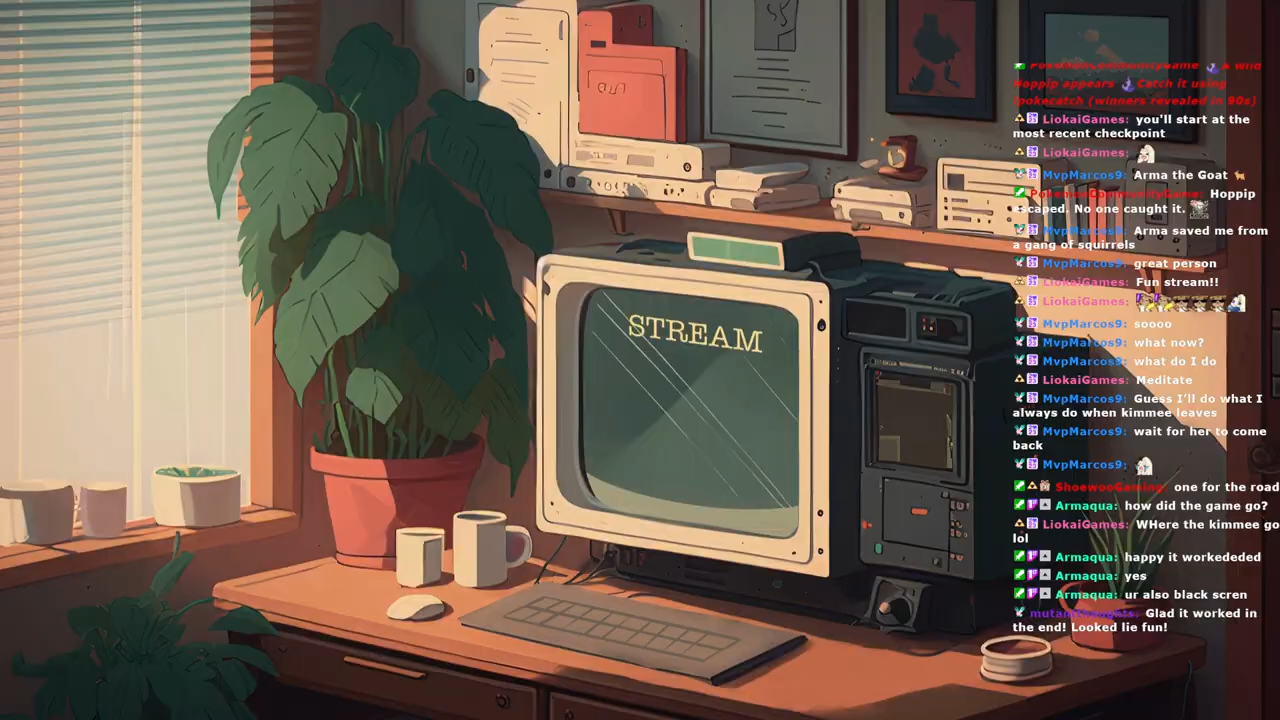 STREAM
PokemonCommunityGame: A wild
Hoppip appears Catch it using
!pokecatch (winners revealed in 90s)
LiokaiGames: you'll start at the
most recent checkpoint
LiokaiGames:
MvpMarcos9: Arma the Goat
PokemonCommunityGame: Hoppip
escaped. No one caught it.
MvpMarcos9: Arma saved me from
a gang of squirrels
MvpMarcos9: great person
LiokaiGames: Fun stream!!
LiokaiGames:
MvpMarcos9: soooo
MvpMarcos9: what now?
MvpMarcos9: what do I do
LiokaiGames: Meditate
MvpMarcos9: Guess I'll do what I
always do when kimmee leaves
MvpMarcos9: wait for her to come
back
MvpMarcos9:
ShoewooGaming: one for the road
Armaqua: how did the game go?
LiokaiGames: WHere the kimmee go
lol
Armaqua: happy it workededed
Armaqua: yes
Armaqua: ur also black scren
mutantthoughts: Glad it worked in
the end! Looked lie fun!